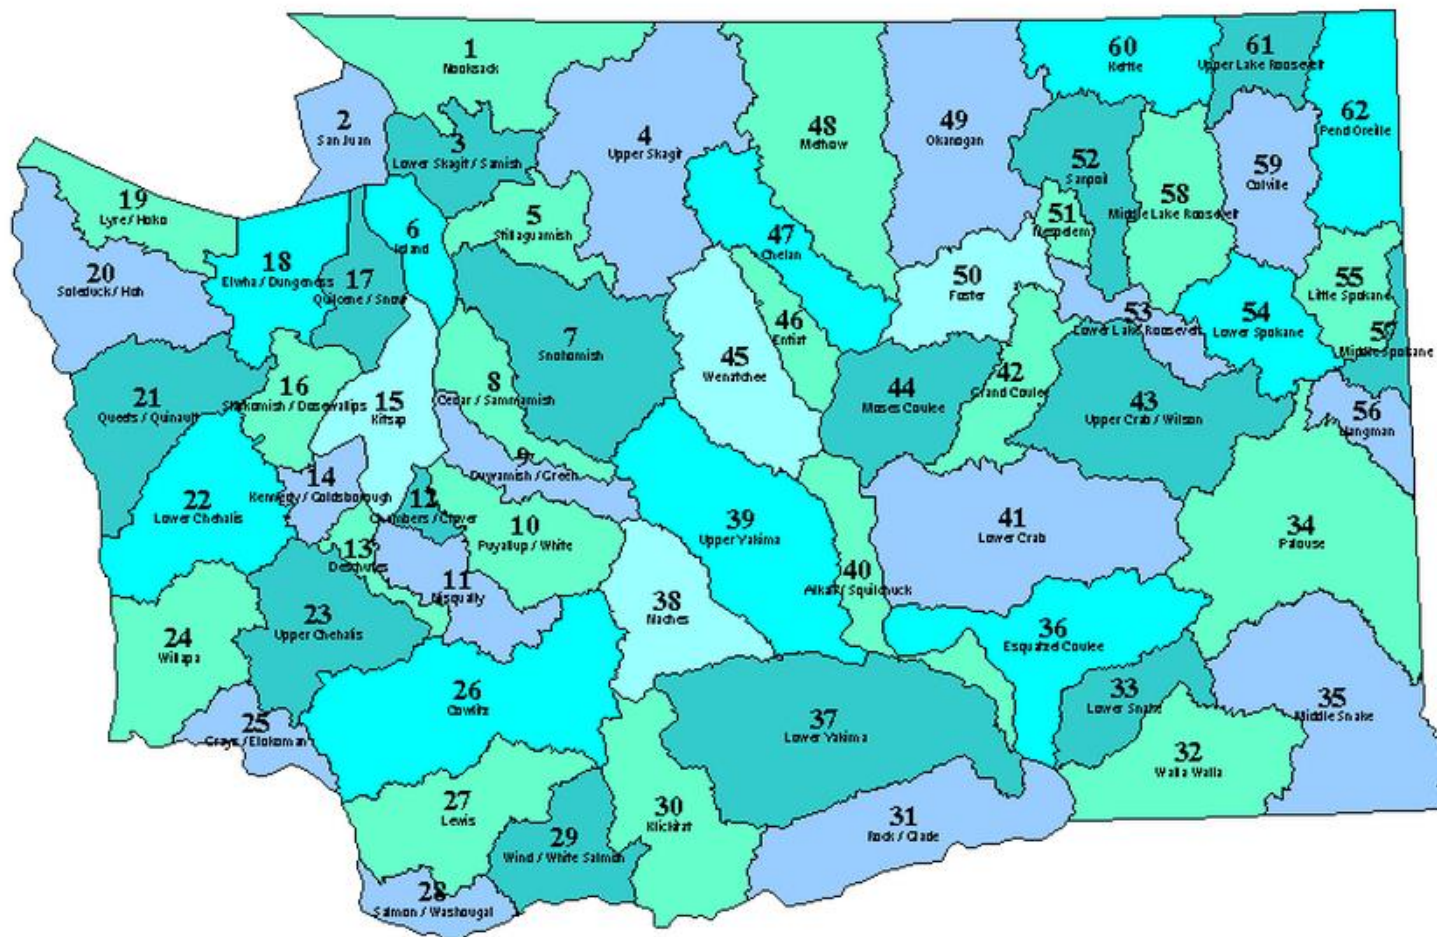 1
Nooksack
2
San Juan
3
Lower Skagit / Samish
4
Upper Skagit
5
Stillaguamish
6
Island
7
Snohomish
8
Cedar / Sammamish
9
Duwamish / Green
10
Puyallup / White
11
Nisqually
12
Chambers / Clover
13
Deschutes
14
Kennedy / Goldsborough
15
Kitsap
16
Skokomish / Dosewallips
17
Quilcene / Snow
18
Elwha / Dungeness
19
Lyre / Hoko
20
Soleduck / Hoh
21
Queets / Quinault
22
Lower Chehalis
23
Upper Chehalis
24
Willapa
25
Grays / Elokoman
26
Cowlitz
27
Lewis
28
Salmon / Washougal
29
Wind / White Salmon
30
Klickitat
31
Rock / Glade
32
Walla Walla
33
Lower Snake
34
Palouse
35
Middle Snake
36
Esquatzel Coulee
37
Lower Yakima
38
Naches
39
Upper Yakima
40
Alkali / Squilchuck
41
Lower Crab
42
Grand Coulee
43
Upper Crab / Wilson
44
Moses Coulee
45
Wenatchee
46
Entiat
47
Chelan
48
Methow
49
Okanogan
50
Foster
51
Nespelem
52
Sanpoil
53
Lower Lake Roosevelt
54
Lower Spokane
55
Little Spokane
56
Hangman
57
Middle Spokane
58
Middle Lake Roosevelt
59
Colville
60
Kettle
61
Upper Lake Roosevelt
62
Pend Oreille